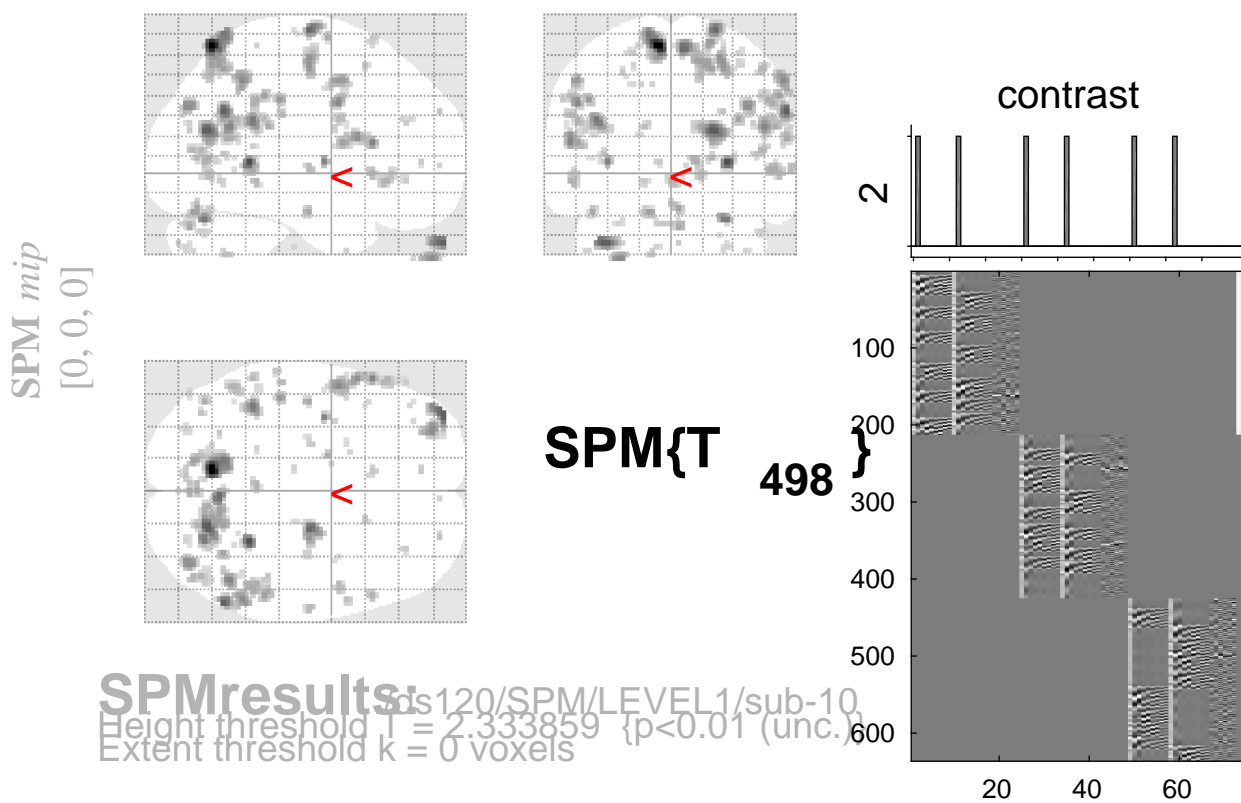 SPM mip
[0, 0, 0]
<
<
<
SPM{T498}
SPMresults: /ds120/SPM/LEVEL1/sub-10
Height threshold T = 2.333859 {p<0.01 (unc.)}
Extent threshold k = 0 voxels
contrast
2
100
200
300
400
500
600
20 40 60